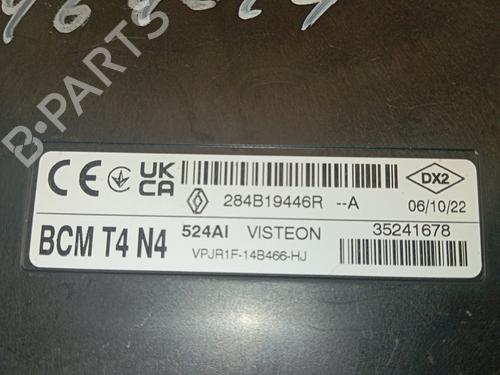 B-PARTS
CE
UK
CA
284B19446R --A
DX2
06/10/22
BCM T4 N4
524AI VISTEON
35241678
VPJR1F-14B466-HJ